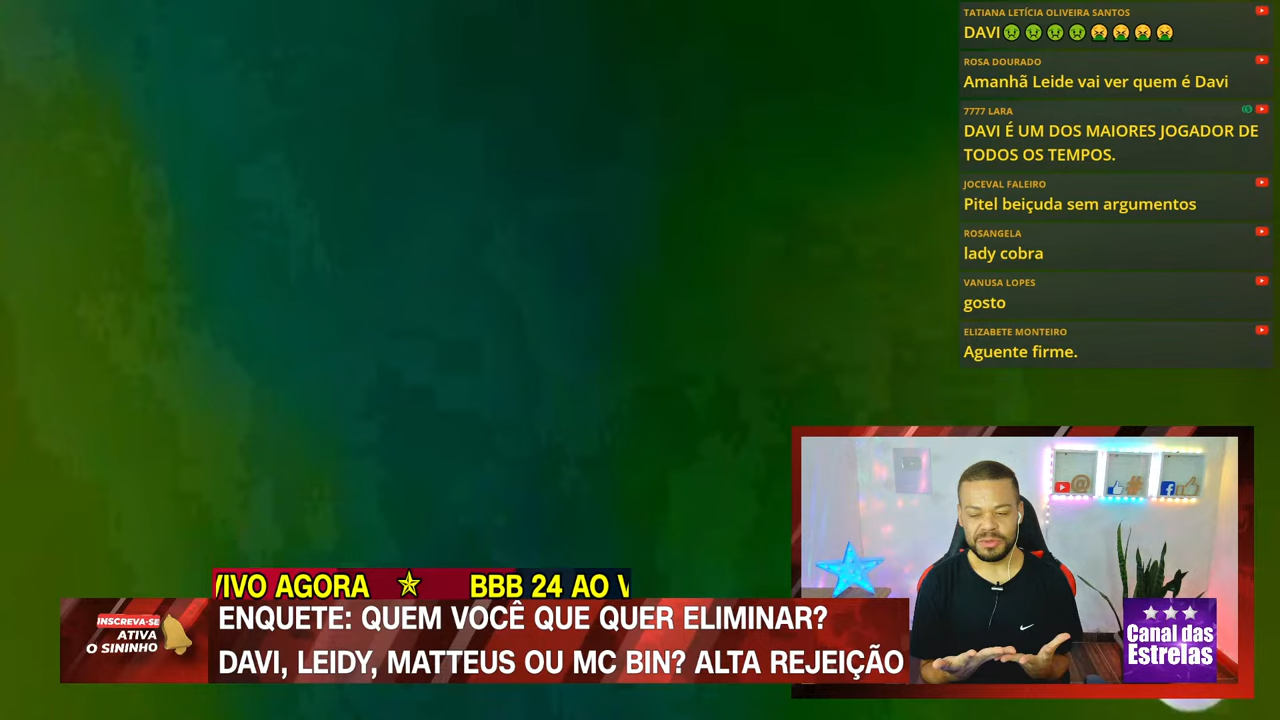 TATIANA LETÍCIA OLIVEIRA SANTOS
DAVI🤢🤢🤢🤢🤮🤮🤮🤮
ROSA DOURADO
Amanhã Leide vai ver quem é Davi
7777 LARA
DAVI É UM DOS MAIORES JOGADOR DE
TODOS OS TEMPOS.
JOCEVAL FALEIRO
Pitel beiçuda sem argumentos
ROSANGELA
lady cobra
VANUSA LOPES
gosto
ELIZABETE MONTEIRO
Aguente firme.
VIVO AGORA ⭐ BBB 24 AO V
INSCREVA-SE
ATIVA
O SININHO
ENQUETE: QUEM VOCÊ QUE QUER ELIMINAR?
DAVI, LEIDY, MATTEUS OU MC BIN? ALTA REJEIÇÃO
Canal das
Estrelas